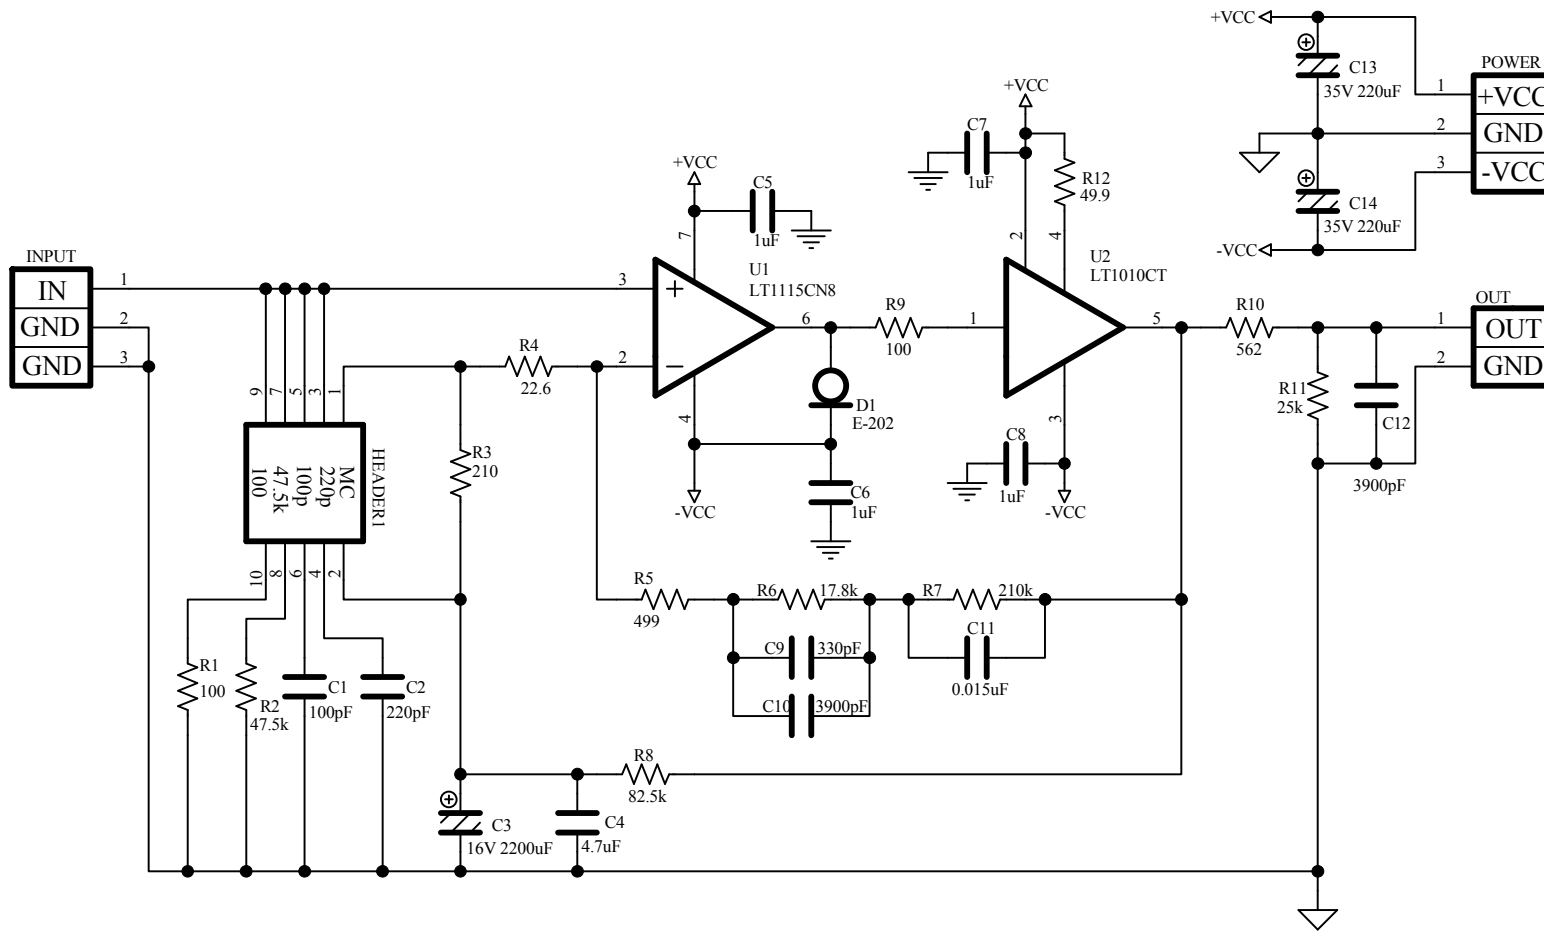 +VCC
C13
35V 220uF
POWER
1
+VCC
2
GND
3
-VCC
C14
35V 220uF
-VCC
+VCC
C7
1uF
R12
49.9
2
4
+VCC
C5
1uF
7
INPUT
IN
1
GND
2
GND
3
3
U1
LT1115CN8
6
2
4
R9
100
1
U2
LT1010CT
5
3
R10
562
OUT
1
OUT
2
GND
R11
25k
C12
3900pF
R4
22.6
D1
E-202
C6
1uF
-VCC
C8
1uF
-VCC
9
7
5
3
1
MC
220p
100p
47.5k
100
HEADER1
10
8
6
4
2
R3
210
R5
499
R6
17.8k
R7
210k
C9
330pF
C10
3900pF
C11
0.015uF
R1
100
R2
47.5k
C1
100pF
C2
220pF
R8
82.5k
C3
16V 2200uF
C4
4.7uF